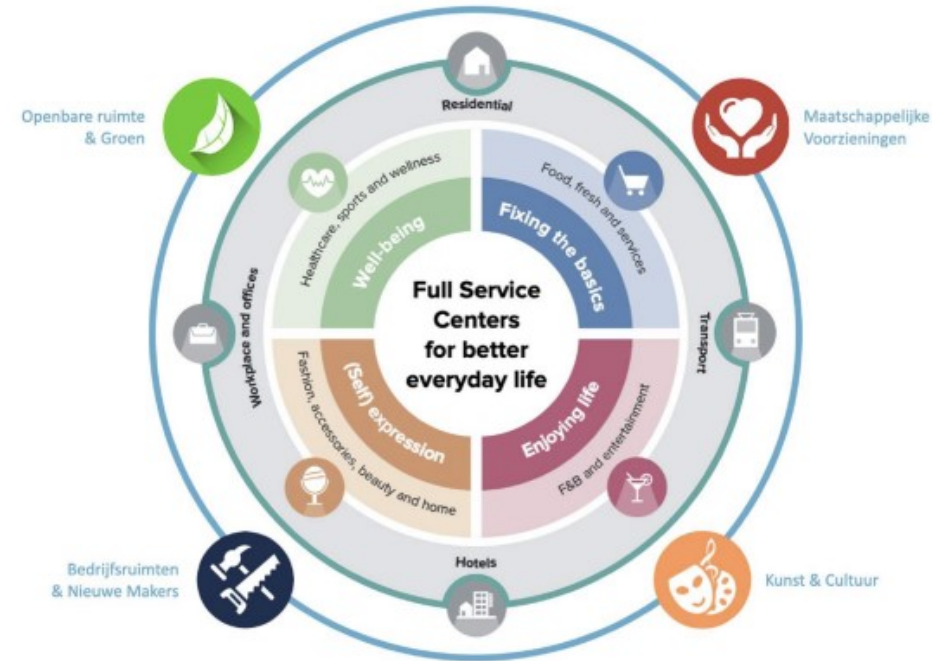 Residential
Openbare ruimte
& Groen
Maatschappelijke
Voorzieningen
Healthcare, sports and wellness
Well-being
Food, fresh and services
Fixing the basics
Full Service
Centers
for better
everyday life
Workplace and offices
Transport
(Self) expression
Fashion, accessories, beauty and home
Enjoying life
F&B and entertainment
Hotels
Bedrijfsruimten
& Nieuwe Makers
Kunst & Cultuur